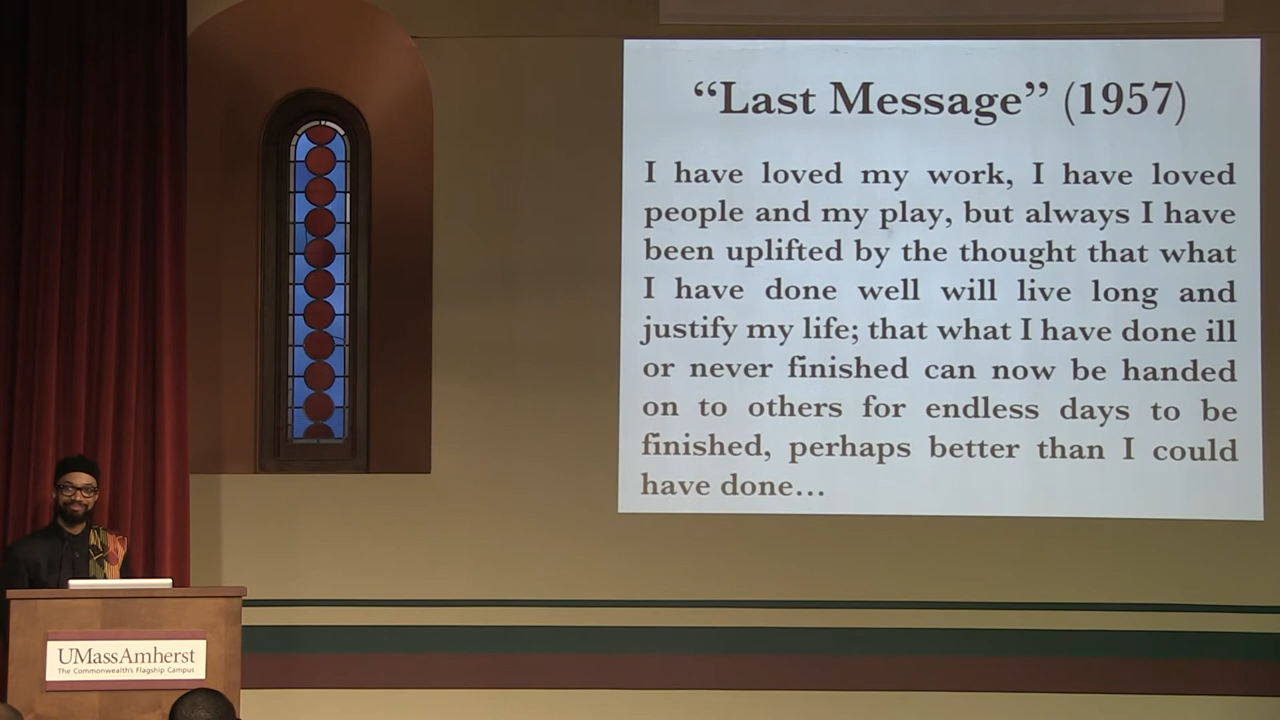 “Last Message” (1957)
I have loved my work, I have loved
people and my play, but always I have
been uplifted by the thought that what
I have done well will live long and
justify my life; that what I have done ill
or never finished can now be handed
on to others for endless days to be
finished, perhaps better than I could
have done…
UMassAmherst
The Commonwealth's Flagship Campus